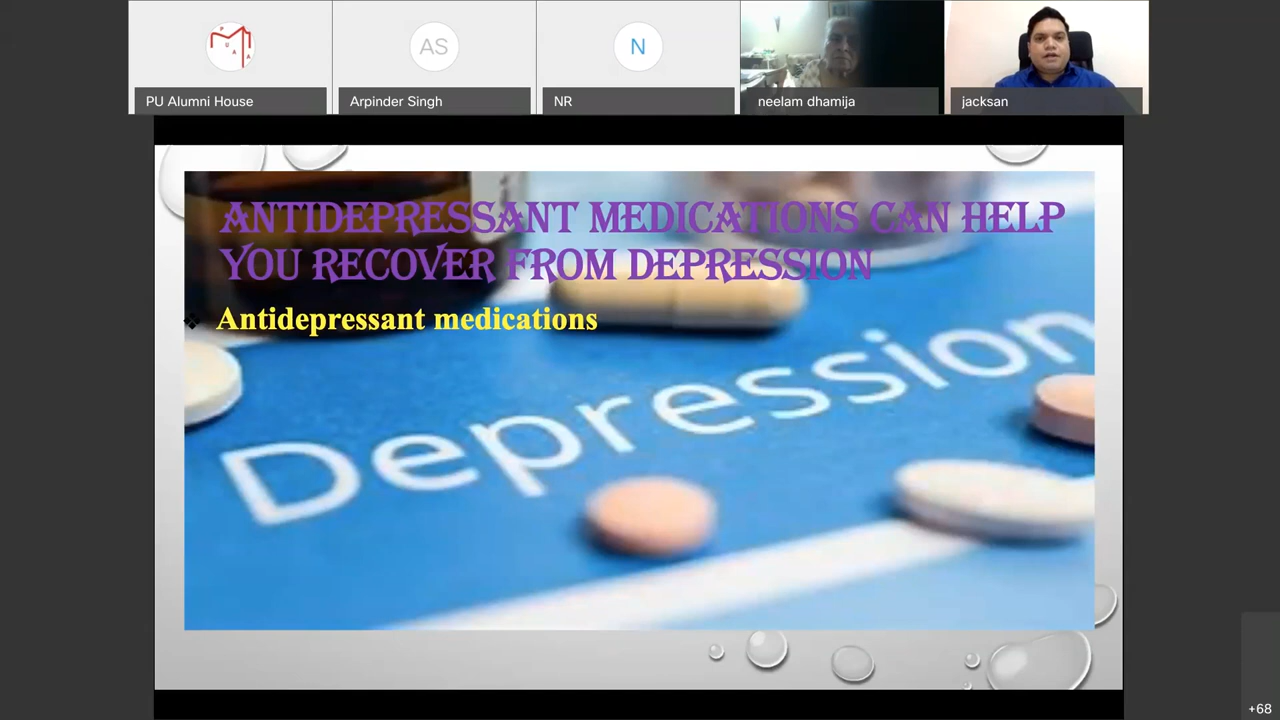 PUAA
AS
N
PU Alumni House
Arpinder Singh
NR
neelam dhamija
jacksan
ANTIDEPRESSANT MEDICATIONS CAN HELP
YOU RECOVER FROM DEPRESSION
Antidepressant medications
Depression
+68